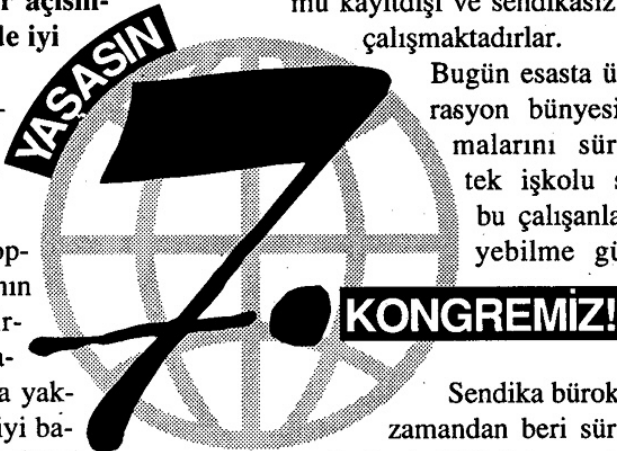 açısın-
le iyi
op-
nın
a yak-
iyi ba-
YAŞASIN
7.
KONGREMİZ!
mu kayıtdışı ve sendikasız
çalışmaktadırlar.
Bugün esasta ü
rasyon bünyesi
malarını sür
tek işkolu s
bu çalışanla
yebilme gü
Sendika bürok
zamandan beri sür